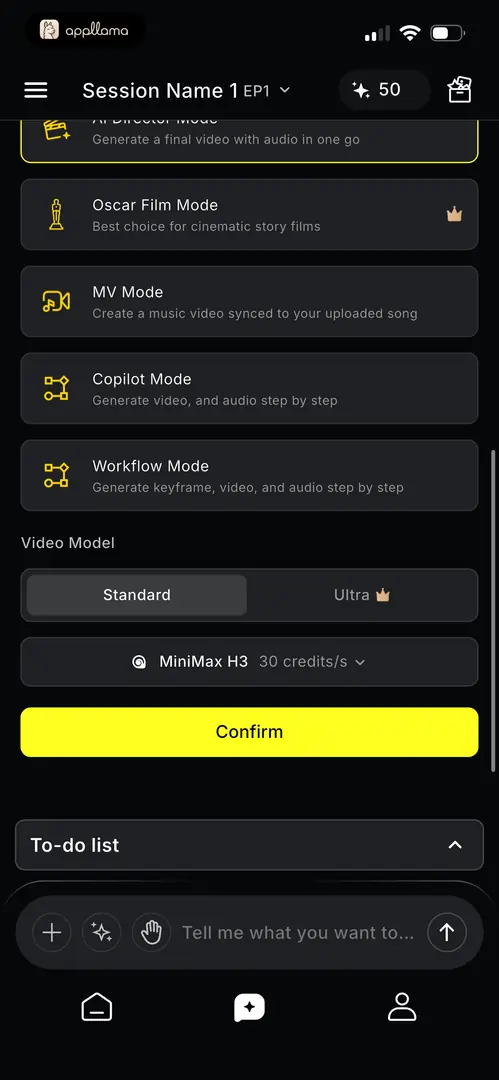 appllama
Session Name 1 EP1
50
AI Director Mode
Generate a final video with audio in one go
Oscar Film Mode
Best choice for cinematic story films
MV Mode
Create a music video synced to your uploaded song
Copilot Mode
Generate video, and audio step by step
Workflow Mode
Generate keyframe, video, and audio step by step
Video Model
Standard
Ultra
MiniMax H3 30 credits/s
Confirm
To-do list
Tell me what you want to...